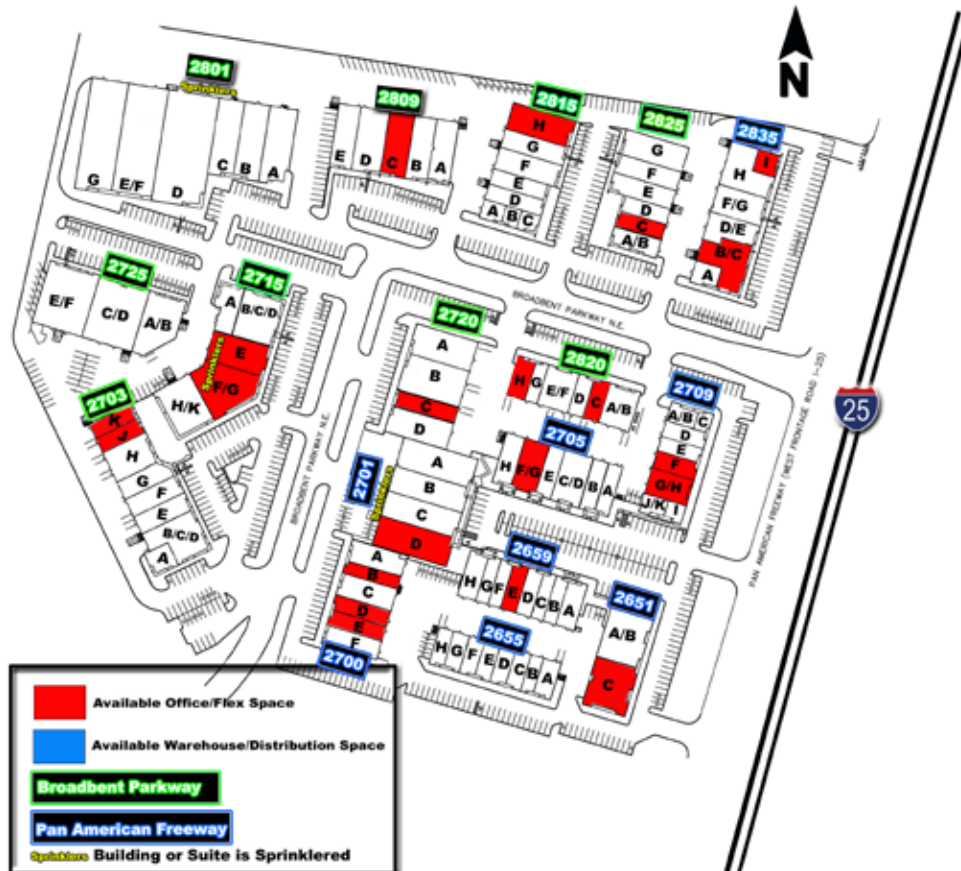 2801
Sprinklers
G E/F D C B A
2809
E D C B A
2815
H
G
F
E
D
A B C
2825
G
F
E
D
C
A/B
2835
I
H
F/G
D/E
B/C
A
N
2725
E/F C/D A/B
2715
A B/C/D
E
F/G
H/K
Sprinklers
2703
K
J
H
G
F
E
B/C/D
A
BROADBENT PARKWAY N.E.
2720
A
B
C
D
2820
H G E/F D C A/B
2709
A/B C
D
E
F
G/H
J/K I
2705
H F/G E C/D B A
2701
Sprinklers
A
B
C
D
BROADBENT PARKWAY N.E.
2659
H G F E D C B A
2651
A/B
C
2655
H G F E D C B A
A
B
C
D
E
F
2700
PAN AMERICAN FREEWAY (WEST FRONTAGE ROAD I-25)
25
Available Office/Flex Space
Available Warehouse/Distribution Space
Broadbent Parkway
Pan American Freeway
Sprinklers Building or Suite is Sprinklered